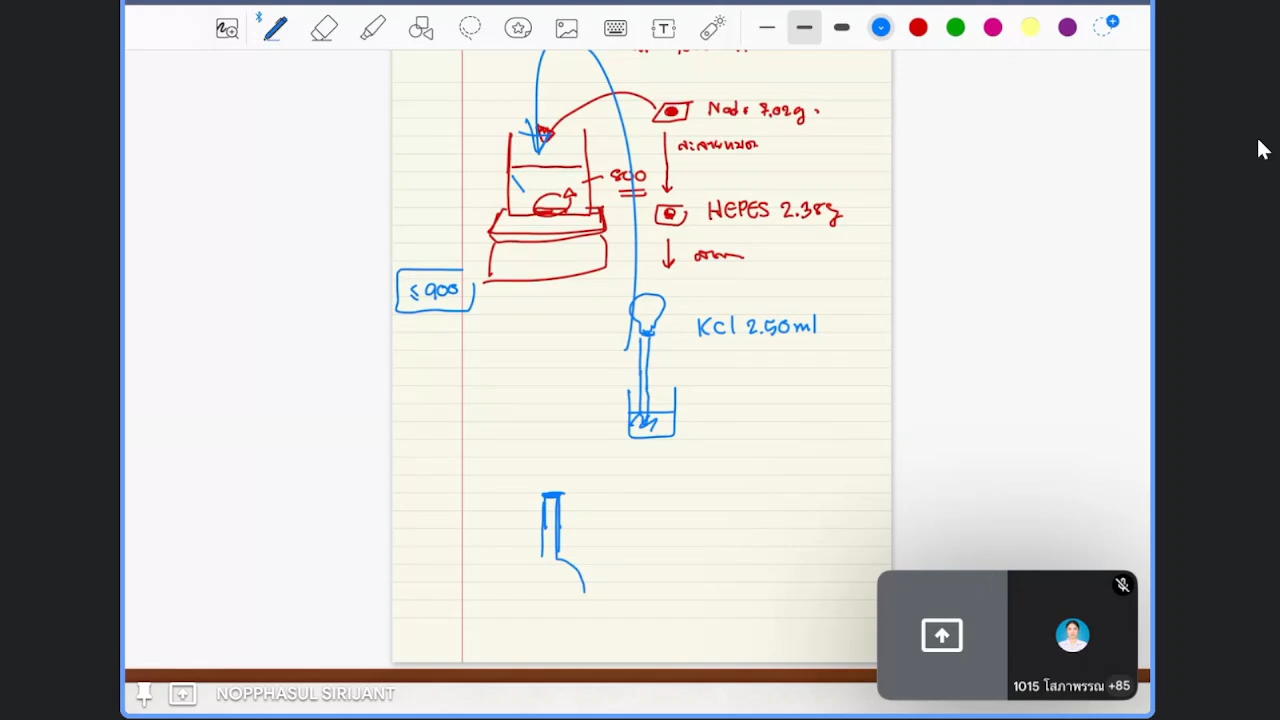 NaCl 7.02g.
ละลายหมด
800
HEPES 2.38g
≤ 900
KCl 2.50ml
NOPPHASUL SIRIJANT
1015 โสภาพรรณ +85